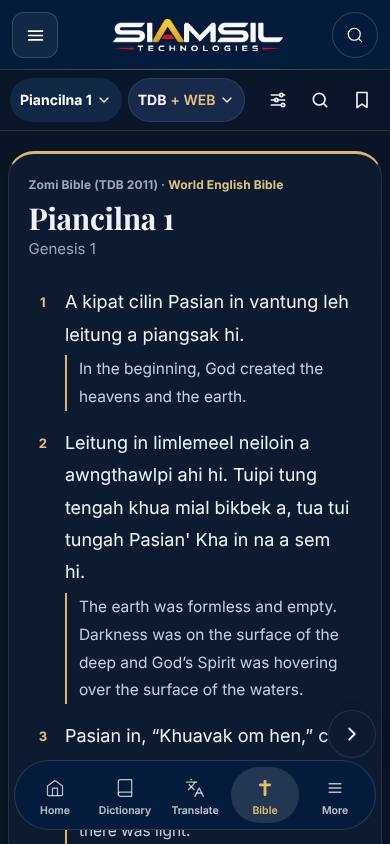 SIAMSIL
TECHNOLOGIES
Piancilna 1
TDB + WEB
Zomi Bible (TDB 2011) · World English Bible
Piancilna 1
Genesis 1
1 A kipat cilin Pasian in vantung leh
leitung a piangsak hi.
In the beginning, God created the
heavens and the earth.
2 Leitung in limlemeel neiloin a
awngthawlpi ahi hi. Tuipi tung
tengah khua mial bikbek a, tua tui
tungah Pasian' Kha in na a sem
hi.
The earth was formless and empty.
Darkness was on the surface of the
deep and God’s Spirit was hovering
over the surface of the waters.
3 Pasian in, “Khuavak om hen,”
Home
Dictionary
Translate
Bible
More
there was light.